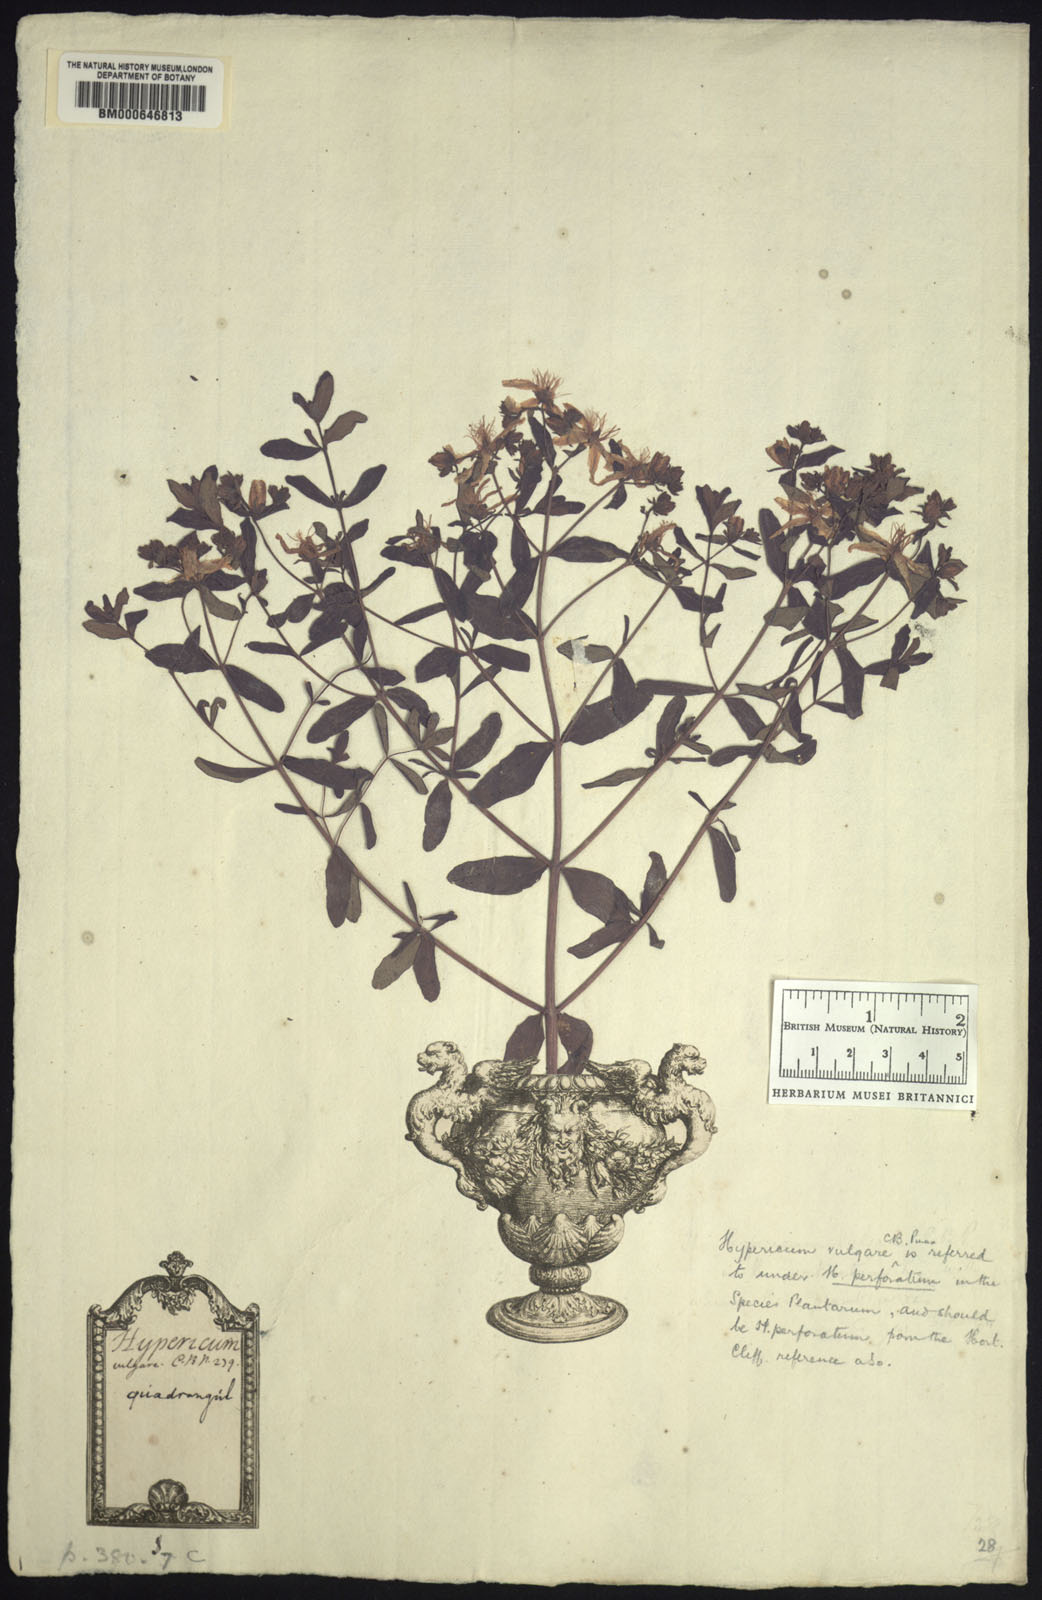 THE NATURAL HISTORY MUSEUM, LONDON
DEPARTMENT OF BOTANY
BM000646813
1 2
BRITISH MUSEUM (NATURAL HISTORY)
1 2 3 4 5
HERBARIUM MUSEI BRITANNICI
C.B. Pinax
Hypericum vulgare ^ is referred
to under H. perforatum in the
Species Plantarum, and should
be H. perforatum from the Hort.
Cliff. reference also.
Hypericum
vulgare. C.B.P. 279.
quadrangul
p. 380. 7 C
28